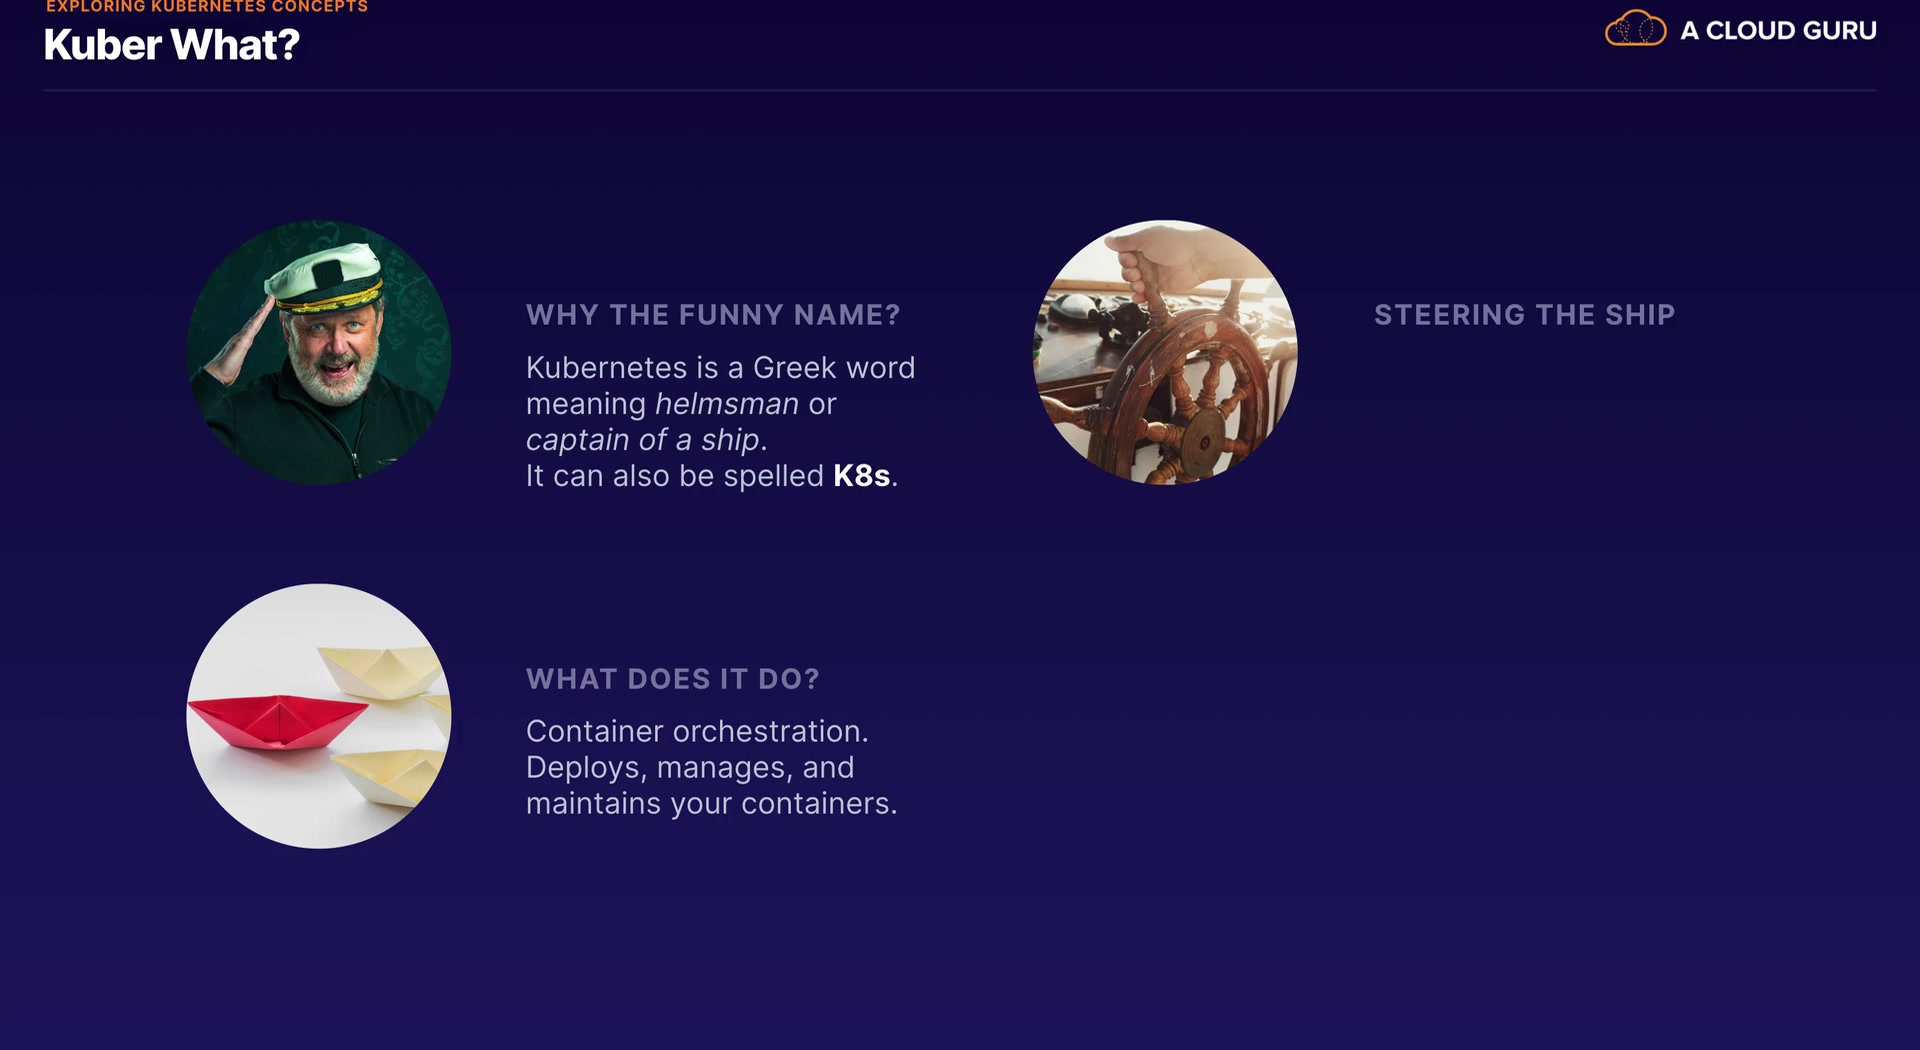 EXPLORING KUBERNETES CONCEPTS
Kuber What?
A CLOUD GURU
WHY THE FUNNY NAME?
Kubernetes is a Greek word
meaning helmsman or
captain of a ship.
It can also be spelled K8s.
STEERING THE SHIP
WHAT DOES IT DO?
Container orchestration.
Deploys, manages, and
maintains your containers.